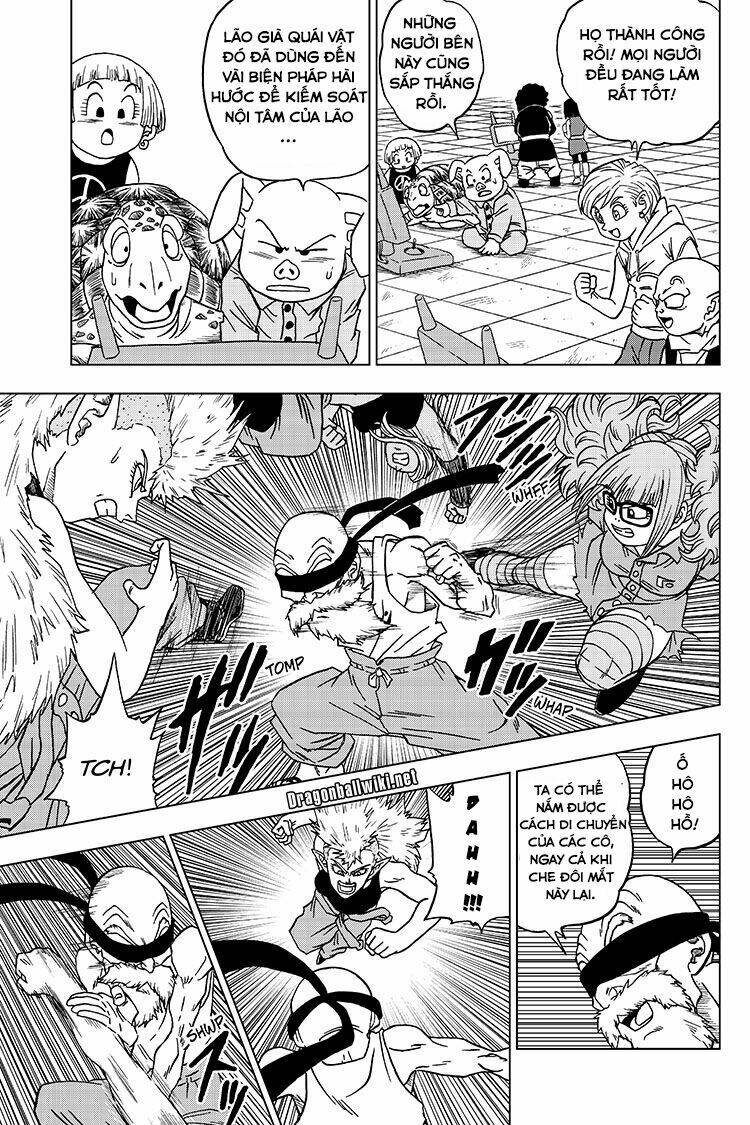 HỌ THÀNH CÔNG
RỒI! MỌI NGƯỜI
ĐỀU ĐANG LÀM
RẤT TỐT!
NHỮNG
NGƯỜI BÊN
NÀY CŨNG
SẮP THẮNG
RỒI.
LÃO GIÀ QUÁI VẬT
ĐÓ ĐÃ DÙNG ĐẾN
VÀI BIỆN PHÁP HÀI
HƯỚC ĐỂ KIỂM SOÁT
NỘI TÂM CỦA LÃO
...
WHFF
TOMP
WHAP
TCH!
Ố
HÔ
HÔ
HỒ!
TA CÓ THỂ
NẮM ĐƯỢC
CÁCH DI CHUYỂN
CỦA CÁC CÔ,
NGAY CẢ KHI
CHE ĐÔI MẮT
NÀY LẠI.
Dragonballwiki.net
ĐAHH!!!
SHWP